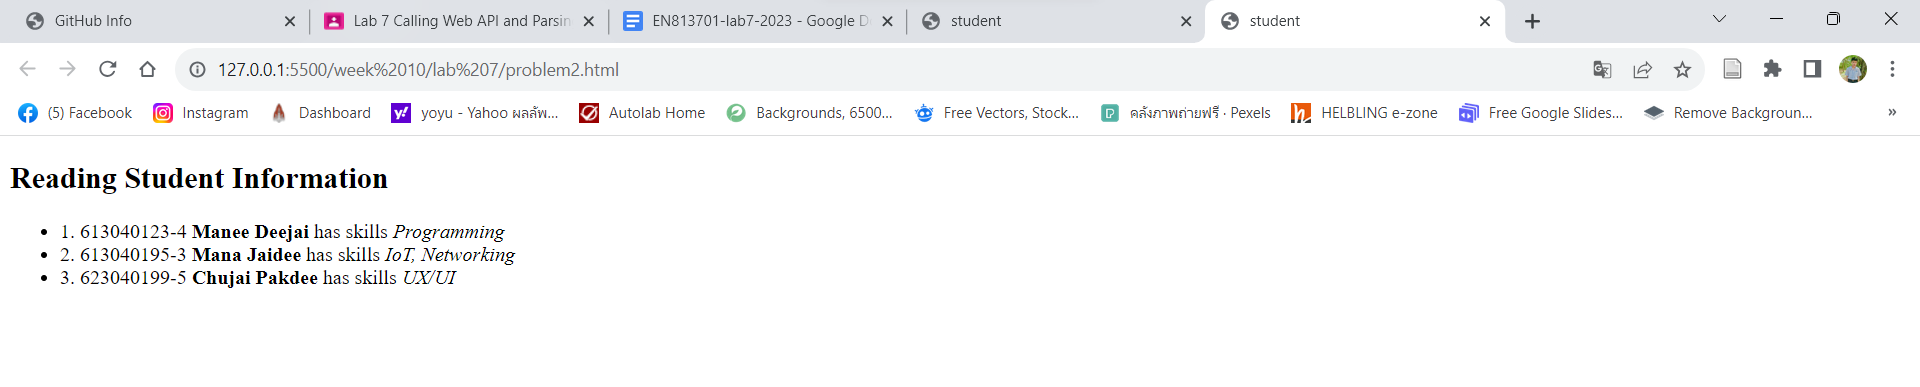 GitHub Info
Lab 7 Calling Web API and Parsin
EN813701-lab7-2023 - Google D
student
student
127.0.0.1:5500/week%2010/lab%207/problem2.html
(5) Facebook
Instagram
Dashboard
yoyu - Yahoo ผลลัพ...
Autolab Home
Backgrounds, 6500...
Free Vectors, Stock...
คลังภาพถ่ายฟรี · Pexels
HELBLING e-zone
Free Google Slides...
Remove Backgroun...
»
Reading Student Information
• 1. 613040123-4 Manee Deejai has skills Programming
• 2. 613040195-3 Mana Jaidee has skills IoT, Networking
• 3. 623040199-5 Chujai Pakdee has skills UX/UI